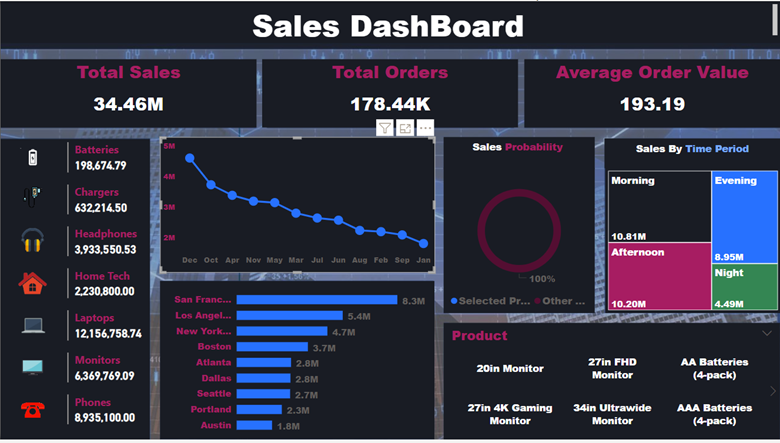 Sales DashBoard
Total Sales
34.46M
Total Orders
178.44K
Average Order Value
193.19
Batteries
198,674.79
Chargers
632,214.50
Headphones
3,933,550.53
Home Tech
2,230,800.00
Laptops
12,156,758.74
Monitors
6,369,769.09
Phones
8,935,100.00
5M
4M
3M
2M
Dec Oct Apr Nov May Mar Jul Jun Aug Feb Sep Jan
San Franc... 8.3M
Los Angel... 5.4M
New York... 4.7M
Boston 3.7M
Atlanta 2.8M
Dallas 2.8M
Seattle 2.7M
Portland 2.3M
Austin 1.8M
Sales Probability
100%
Selected Pr... Other ...
Sales By Time Period
Morning
10.81M
Evening
8.95M
Afternoon
10.20M
Night
4.49M
Product
20in Monitor
27in FHD
Monitor
AA Batteries
(4-pack)
27in 4K Gaming
Monitor
34in Ultrawide
Monitor
AAA Batteries
(4-pack)